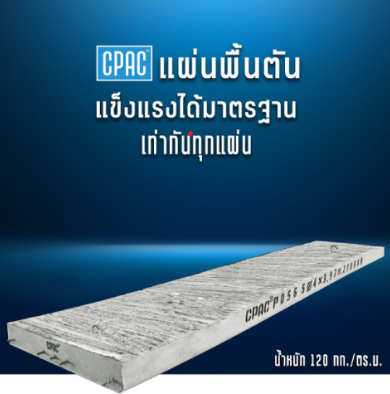 CPAC® แผ่นพื้นตัน
แข็งแรงได้มาตรฐาน
เท่ากันทุกแผ่น
CPAC
น้ำหนัก 120 กก./ตร.ม.